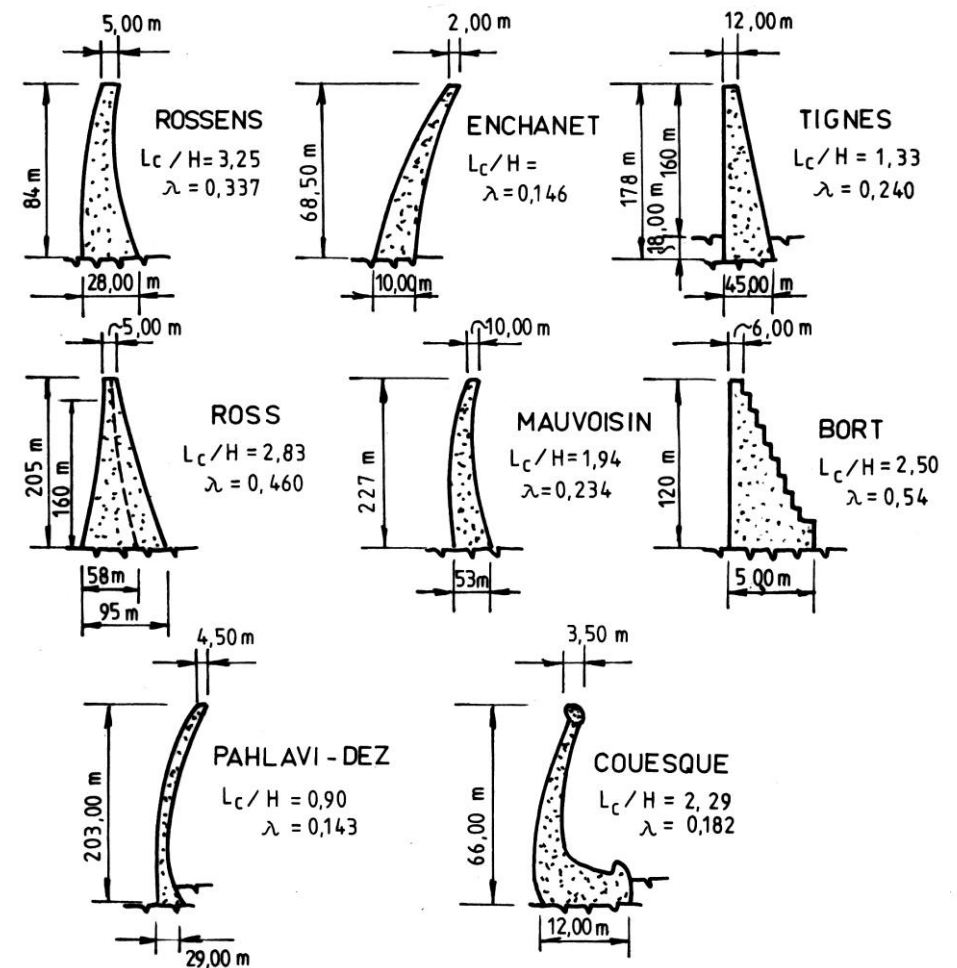 5,00 m
84 m
ROSSENS
Lc / H = 3,25
λ = 0,337
28,00 m
2,00 m
68,50 m
ENCHANET
Lc / H =
λ = 0,146
10,00 m
12,00 m
178 m
160 m
18,00 m
TIGNES
Lc / H = 1,33
λ = 0,240
45,00 m
~5,00 m
205 m
160 m
ROSS
Lc / H = 2,83
λ = 0,460
58 m
95 m
~10,00 m
227 m
MAUVOISIN
Lc / H = 1,94
λ = 0,234
53 m
~6,00 m
120 m
BORT
Lc / H = 2,50
λ = 0,54
5,00 m
4,50 m
203,00 m
PAHLAVI - DEZ
Lc / H = 0,90
λ = 0,143
29,00 m
3,50 m
66,00 m
COUESQUE
Lc / H = 2,29
λ = 0,182
12,00 m